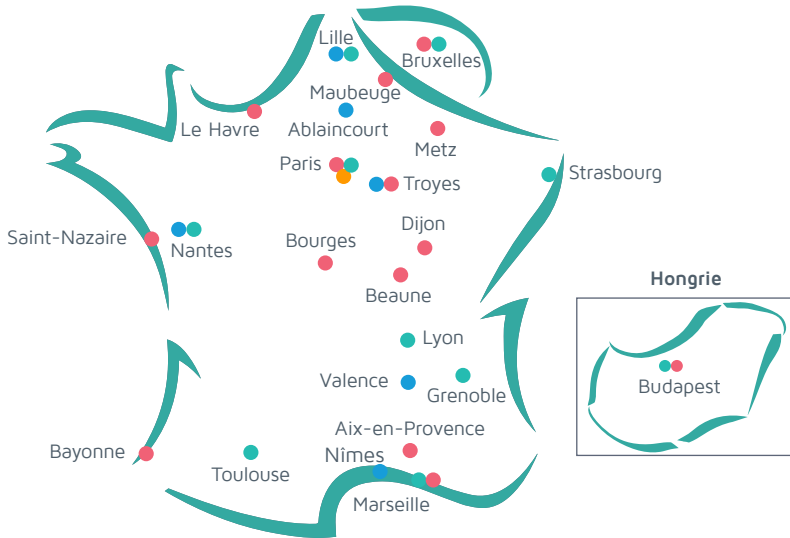 Lille
Bruxelles
Maubeuge
Le Havre
Ablaincourt
Metz
Paris
Strasbourg
Troyes
Saint-Nazaire
Nantes
Dijon
Bourges
Beaune
Hongrie
Lyon
Budapest
Valence
Grenoble
Aix-en-Provence
Bayonne
Nîmes
Toulouse
Marseille